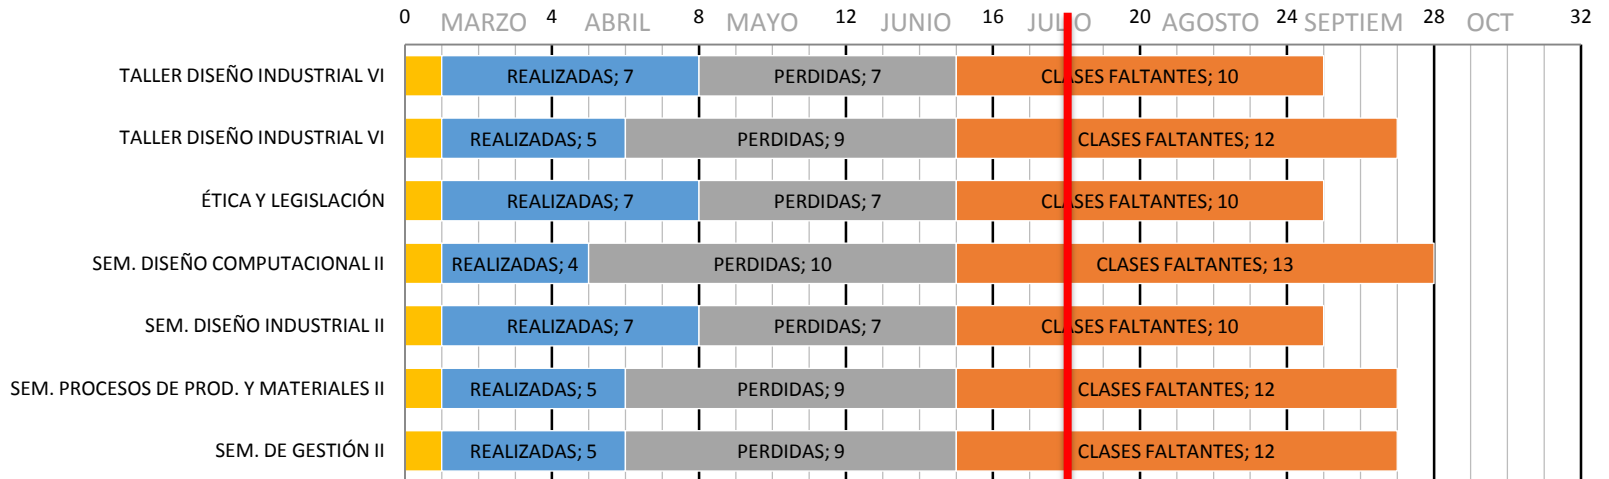 0 MARZO 4 ABRIL 8 MAYO 12 JUNIO 16 JULIO 20 AGOSTO 24 SEPTIEM 28 OCT 32
TALLER DISEÑO INDUSTRIAL VI REALIZADAS; 7 PERDIDAS; 7 CLASES FALTANTES; 10
TALLER DISEÑO INDUSTRIAL VI REALIZADAS; 5 PERDIDAS; 9 CLASES FALTANTES; 12
ÉTICA Y LEGISLACIÓN REALIZADAS; 7 PERDIDAS; 7 CLASES FALTANTES; 10
SEM. DISEÑO COMPUTACIONAL II REALIZADAS; 4 PERDIDAS; 10 CLASES FALTANTES; 13
SEM. DISEÑO INDUSTRIAL II REALIZADAS; 7 PERDIDAS; 7 CLASES FALTANTES; 10
SEM. PROCESOS DE PROD. Y MATERIALES II REALIZADAS; 5 PERDIDAS; 9 CLASES FALTANTES; 12
SEM. DE GESTIÓN II REALIZADAS; 5 PERDIDAS; 9 CLASES FALTANTES; 12